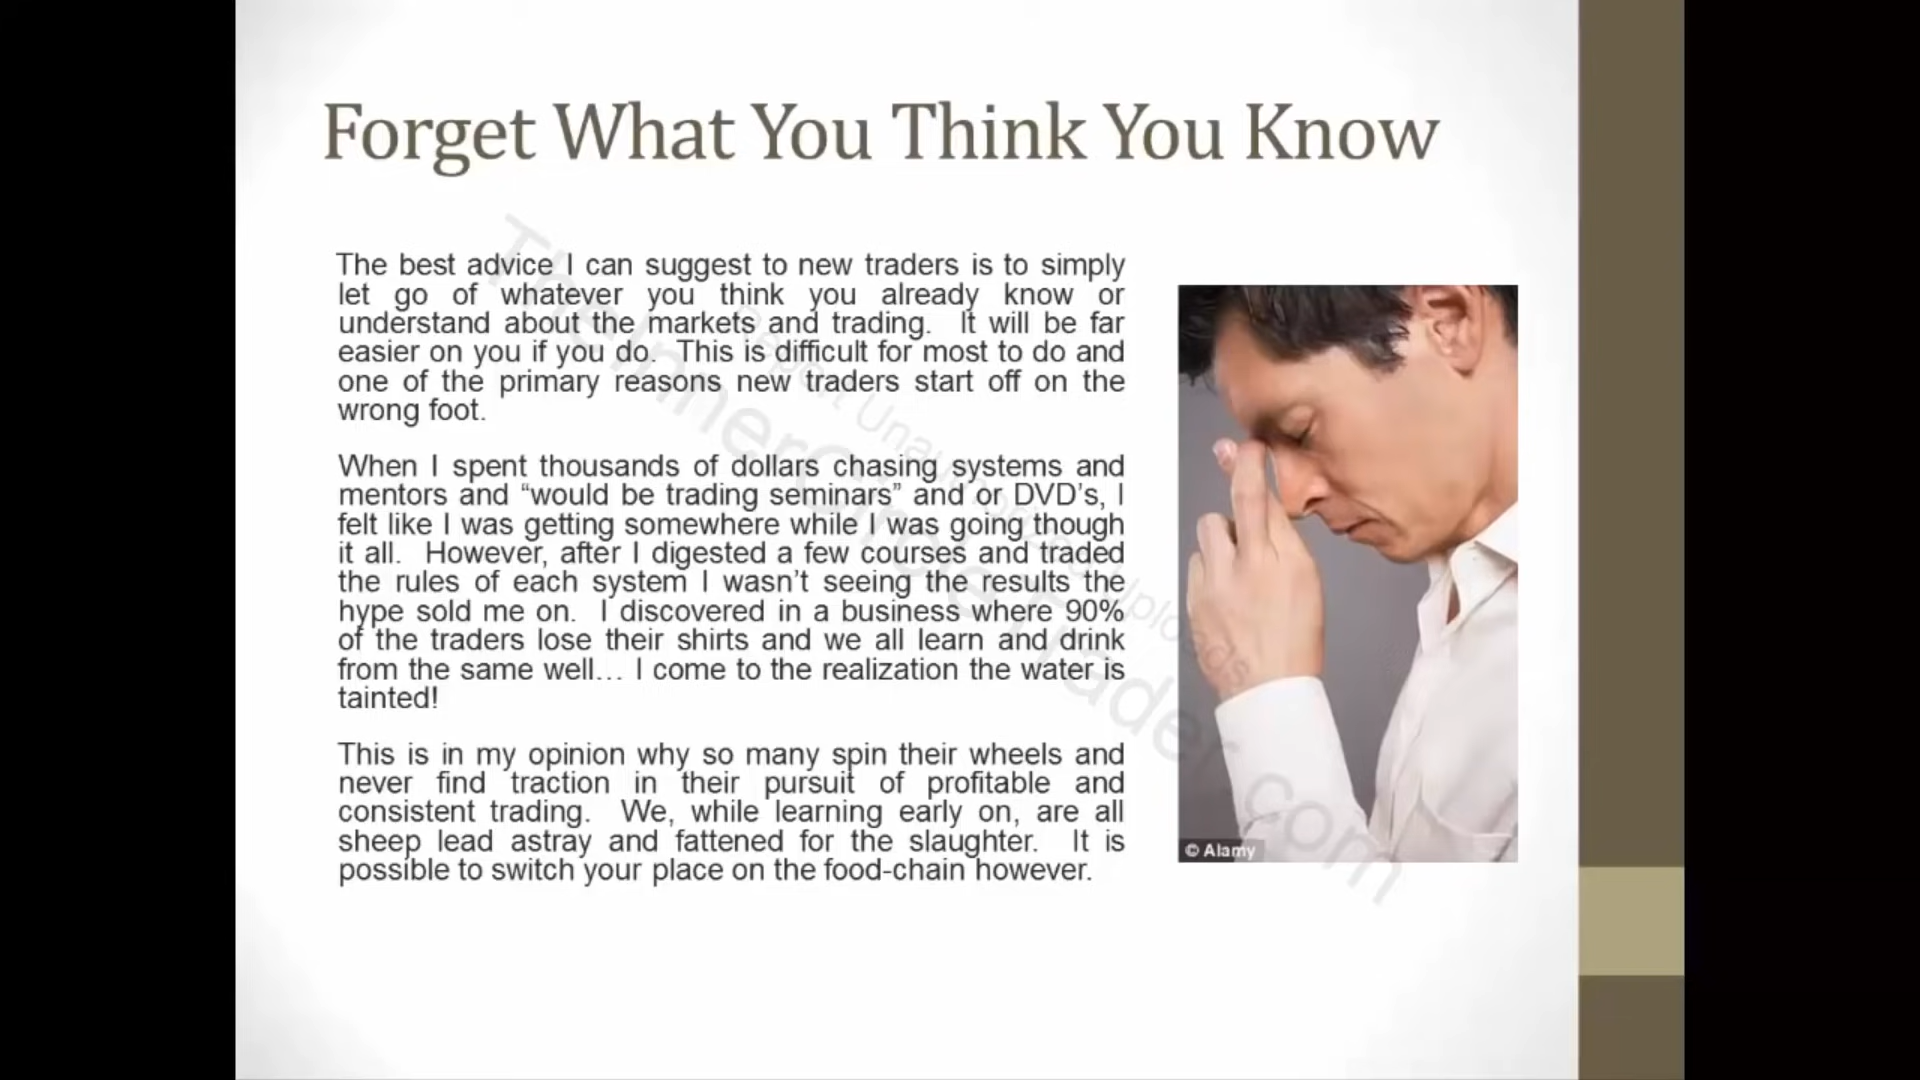 Forget What You Think You Know
The best advice I can suggest to new traders is to simply
let go of whatever you think you already know or
understand about the markets and trading. It will be far
easier on you if you do. This is difficult for most to do and
one of the primary reasons new traders start off on the
wrong foot.
When I spent thousands of dollars chasing systems and
mentors and “would be trading seminars” and or DVD’s, I
felt like I was getting somewhere while I was going though
it all. However, after I digested a few courses and traded
the rules of each system I wasn’t seeing the results the
hype sold me on. I discovered in a business where 90%
of the traders lose their shirts and we all learn and drink
from the same well… I come to the realization the water is
tainted!
This is in my opinion why so many spin their wheels and
never find traction in their pursuit of profitable and
consistent trading. We, while learning early on, are all
sheep lead astray and fattened for the slaughter. It is
possible to switch your place on the food-chain however.
© Alamy
TheInnerCircleTrader.com
Report Unauthorized Uploads